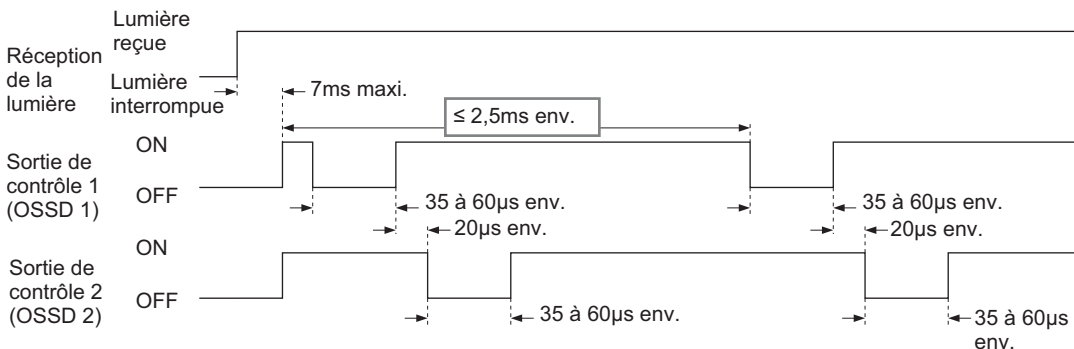 Lumière
reçue
Réception
de la
lumière
Lumière
interrompue
7ms maxi.
≤ 2,5ms env.
Sortie de
contrôle 1
(OSSD 1)
ON
OFF
35 à 60µs env.
35 à 60µs env.
20µs env.
20µs env.
Sortie de
contrôle 2
(OSSD 2)
ON
OFF
35 à 60µs env.
35 à 60µs
env.